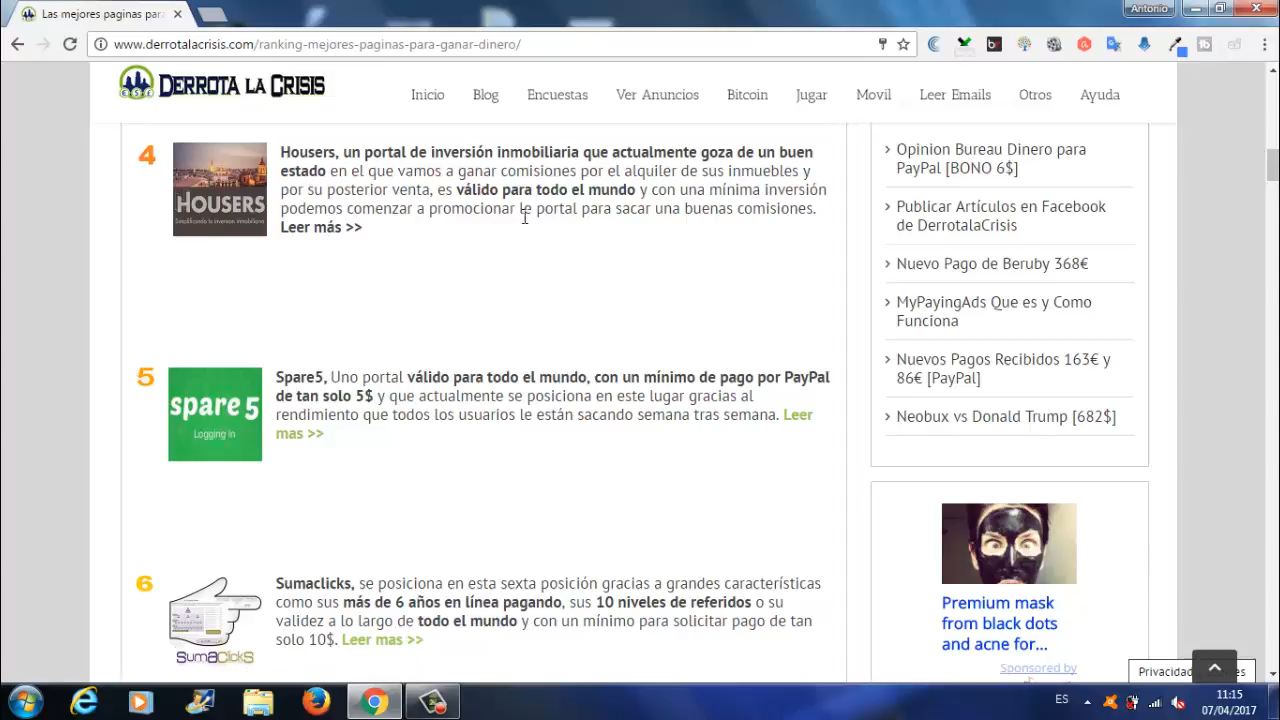 Las mejores paginas para
Antonio
www.derrotalacrisis.com/ranking-mejores-paginas-para-ganar-dinero/
DERROTA LA CRISIS
Inicio
Blog
Encuestas
Ver Anuncios
Bitcoin
Jugar
Movil
Leer Emails
Otros
Ayuda
4
HOUSERS
Simplificando la inversión inmobiliaria
Housers, un portal de inversión inmobiliaria que actualmente goza de un buen
estado en el que vamos a ganar comisiones por el alquiler de sus inmuebles y
por su posterior venta, es válido para todo el mundo y con una mínima inversión
podemos comenzar a promocionar le portal para sacar una buenas comisiones.
Leer más >>
5
spare 5
Logging In
Spare5, Uno portal válido para todo el mundo, con un mínimo de pago por PayPal
de tan solo 5$ y que actualmente se posiciona en este lugar gracias al
rendimiento que todos los usuarios le están sacando semana tras semana. Leer
mas >>
6
SUMACLICKS
Sumaclicks, se posiciona en esta sexta posición gracias a grandes características
como sus más de 6 años en línea pagando, sus 10 niveles de referidos o su
validez a lo largo de todo el mundo y con un mínimo para solicitar pago de tan
solo 10$. Leer mas >>
Opinion Bureau Dinero para
PayPal [BONO 6$]
Publicar Artículos en Facebook
de DerrotalaCrisis
Nuevo Pago de Beruby 368€
MyPayingAds Que es y Como
Funciona
Nuevos Pagos Recibidos 163€ y
86€ [PayPal]
Neobux vs Donald Trump [682$]
Premium mask
from black dots
and acne for...
Sponsored by
Privacidad
ES
11:15
07/04/2017